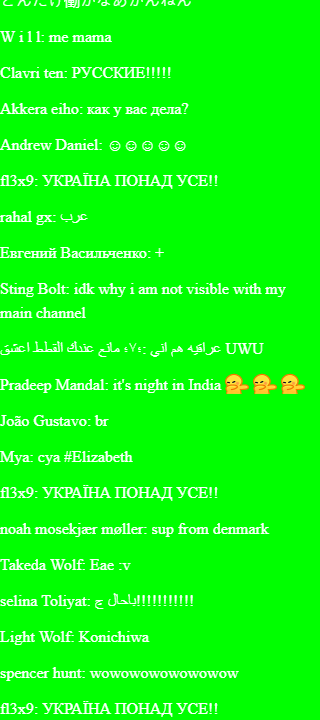 W i l l: me mama
Clavri ten: РУССКИЕ!!!!!
Akkera eiho: как у вас дела?
Andrew Daniel: ☺☺☺☺☺
fl3x9: УКРАЇНА ПОНАД УСЕ!!
rahal gx: عرب
Евгений Васильченко: +
Sting Bolt: idk why i am not visible with my
main channel
عراقيه هم اني :؛٧؛ مانع عندك القطط اعشق UWU
Pradeep Mandal: it's night in India
João Gustavo: br
Mya: cya #Elizabeth
fl3x9: УКРАЇНА ПОНАД УСЕ!!
noah mosekjær møller: sup from denmark
Takeda Wolf: Eae :v
selina Toliyat: باحال ج!!!!!!!!!!!
Light Wolf: Konichiwa
spencer hunt: wowowowowowowow
fl3x9: УКРАЇНА ПОНАД УСЕ!!